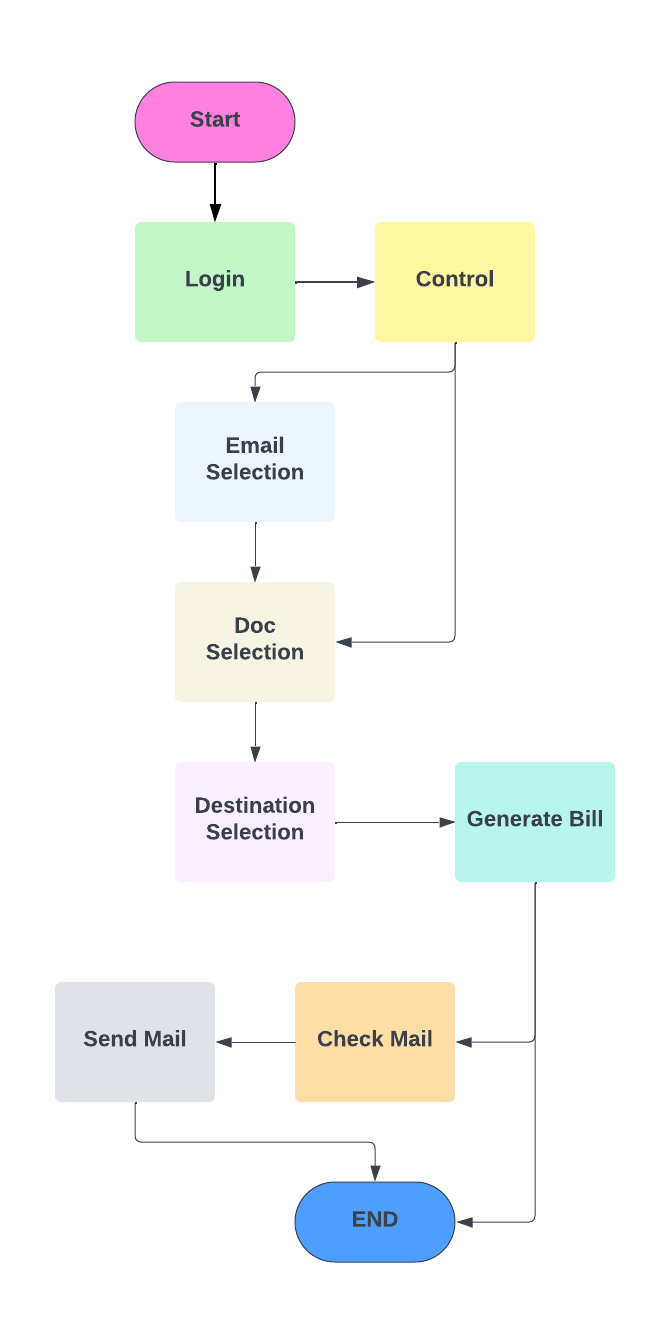 Start
Login
Control
Email
Selection
Doc
Selection
Destination
Selection
Generate Bill
Send Mail
Check Mail
END